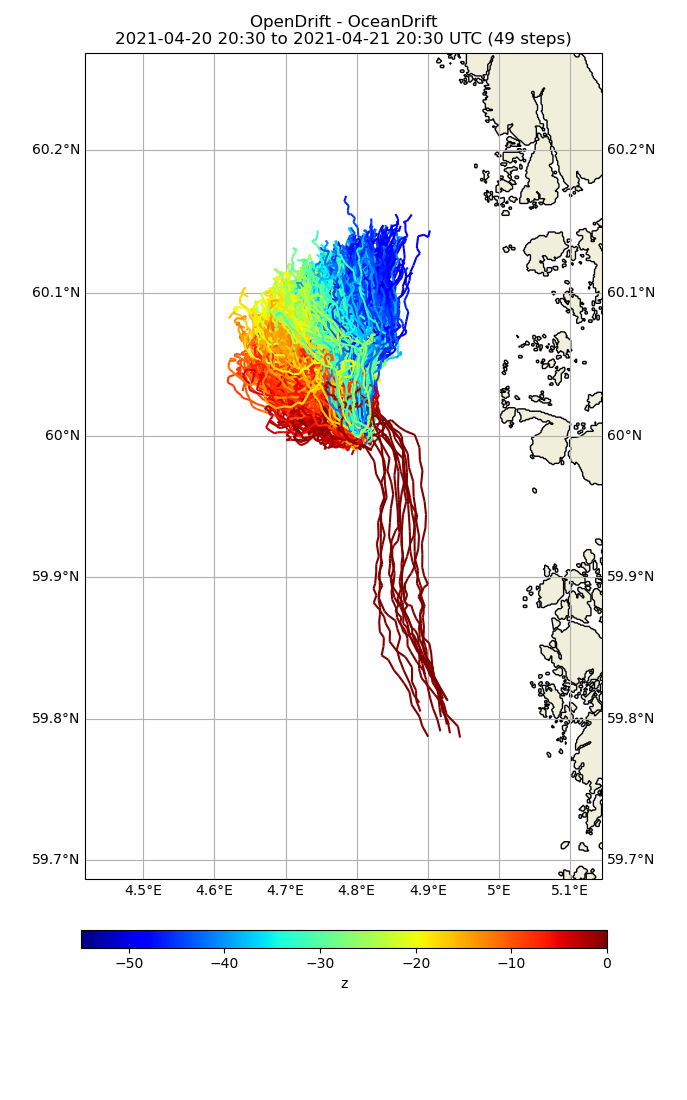 OpenDrift - OceanDrift
2021-04-20 20:30 to 2021-04-21 20:30 UTC (49 steps)
60.2°N 60.2°N
60.1°N 60.1°N
60°N 60°N
59.9°N 59.9°N
59.8°N 59.8°N
59.7°N 59.7°N
4.5°E 4.6°E 4.7°E 4.8°E 4.9°E 5°E 5.1°E
−50 −40 −30 −20 −10 0
z